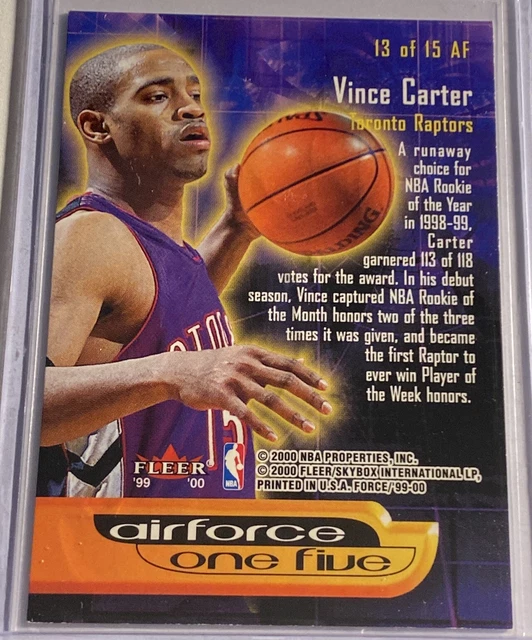 13 of 15 AF
Vince Carter
Toronto Raptors
A runaway
choice for
NBA Rookie
of the Year
in 1998-99,
Carter
garnered 113 of 118
votes for the award. In his debut
season, Vince captured NBA Rookie of
the Month honors two of the three
times it was given, and became
the first Raptor to
ever win Player of
the Week honors.
FLEER
'99 '00
NBA
© 2000 NBA PROPERTIES, INC.
© 2000 FLEER/SKYBOX INTERNATIONAL LP,
PRINTED IN U.S.A. FORCE/'99-00
airforce
one five